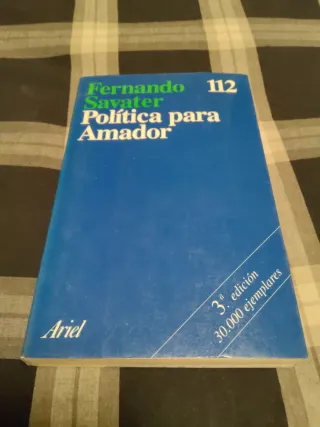 Fernando
Savater
112
Política para
Amador
3.ª edición
30.000 ejemplares
Ariel